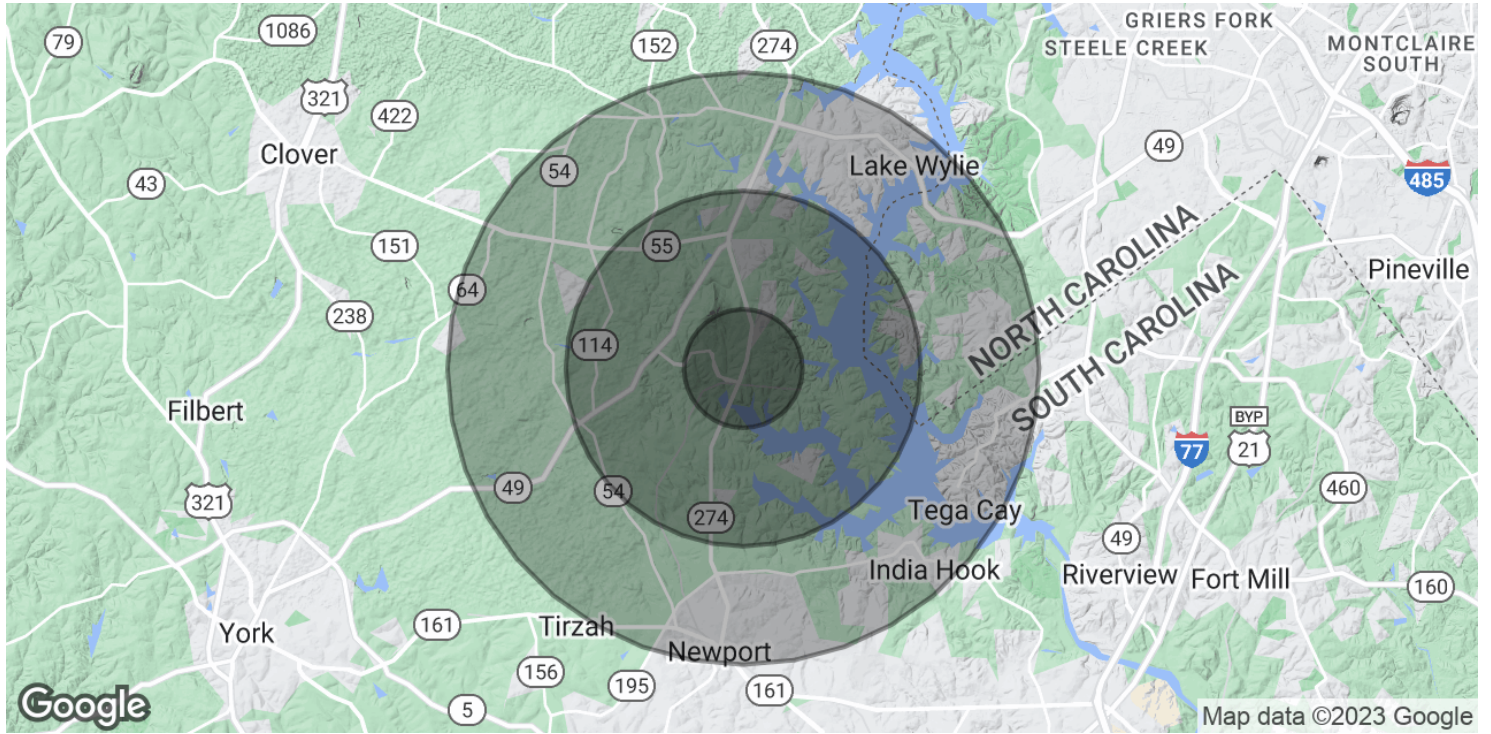 GRIERS FORK
79
1086
152
274
STEELE CREEK
MONTCLAIRE
SOUTH
321
422
49
Clover
54
Lake Wylie
43
485
151
55
NORTH CAROLINA
SOUTH CAROLINA
Pineville
64
238
114
Filbert
BYP
21
77
321
49
54
460
274
Tega Cay
49
India Hook
Riverview
Fort Mill
160
York
161
Tirzah
Newport
156
195
161
5
Google
Map data ©2023 Google